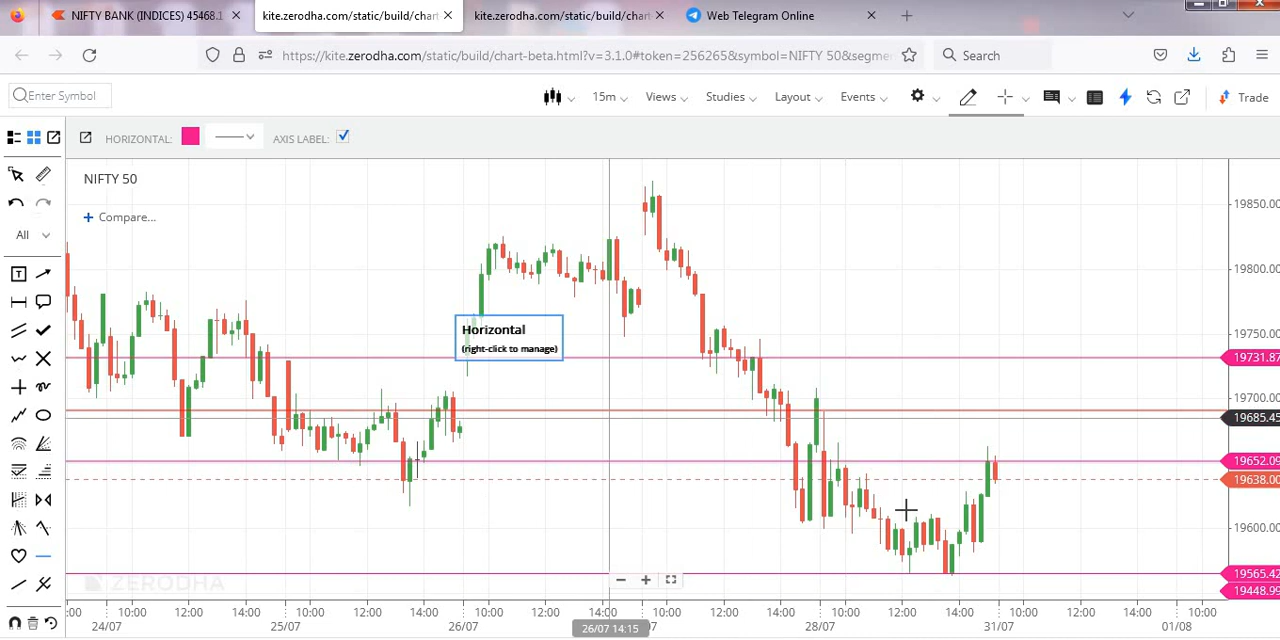 NIFTY BANK (INDICES) 45468.1
kite.zerodha.com/static/build/chart
rodha.com/static/build/chart
Web Telegram Online
https://kite.zerodha.com/static/build/chart-beta.html?v=3.1.0#token=256265&symbol=NIFTY 50&segme
Search
Enter Symbol
15m
Views
Studies
Layout
Events
Trade
HORIZONTAL:
AXIS LABEL:
NIFTY 50
Compare...
All
Horizontal
(right-click to manage)
19850.00
19800.00
19750.00
19731.87
19700.00
19685.45
19652.09
19638.00
19600.00
19565.42
19448.99
ZERODHA
:00 10:00 12:00 14:00 10:00 12:00 14:00 10:00 12:00 14:00 10:00 12:00 14:00 10:00 12:00 14:00 10:00 12:00 14:00 10:00
24/07 25/07 26/07 26/07 14:15 28/07 31/07 01/08